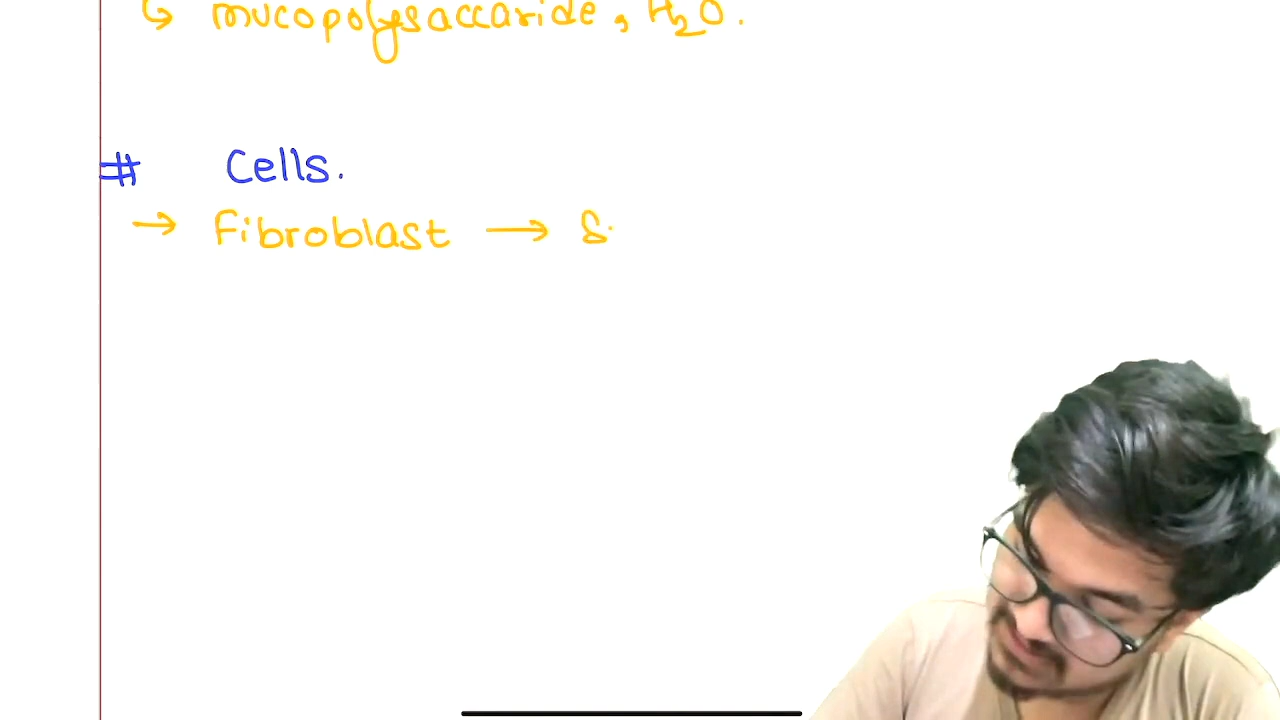 ↳ mucopolysaccaride, H₂O.
# Cells.
→ Fibroblast → S